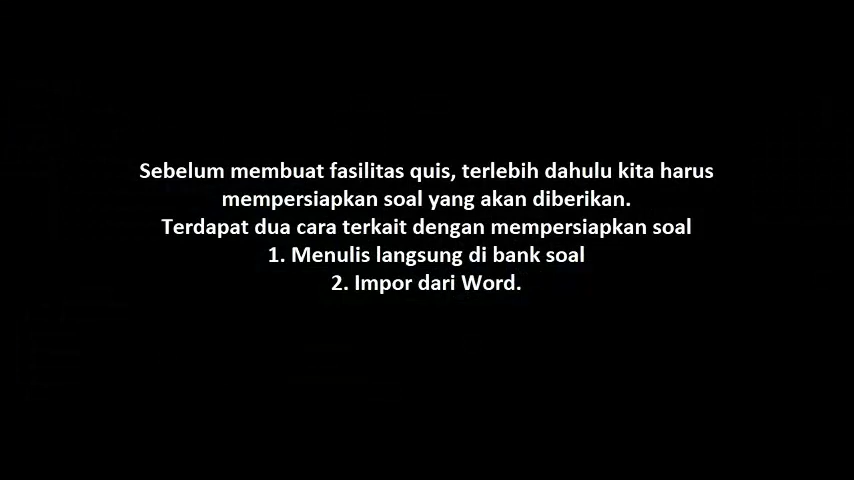 Sebelum membuat fasilitas quis, terlebih dahulu kita harus
mempersiapkan soal yang akan diberikan.
Terdapat dua cara terkait dengan mempersiapkan soal
1. Menulis langsung di bank soal
2. Impor dari Word.